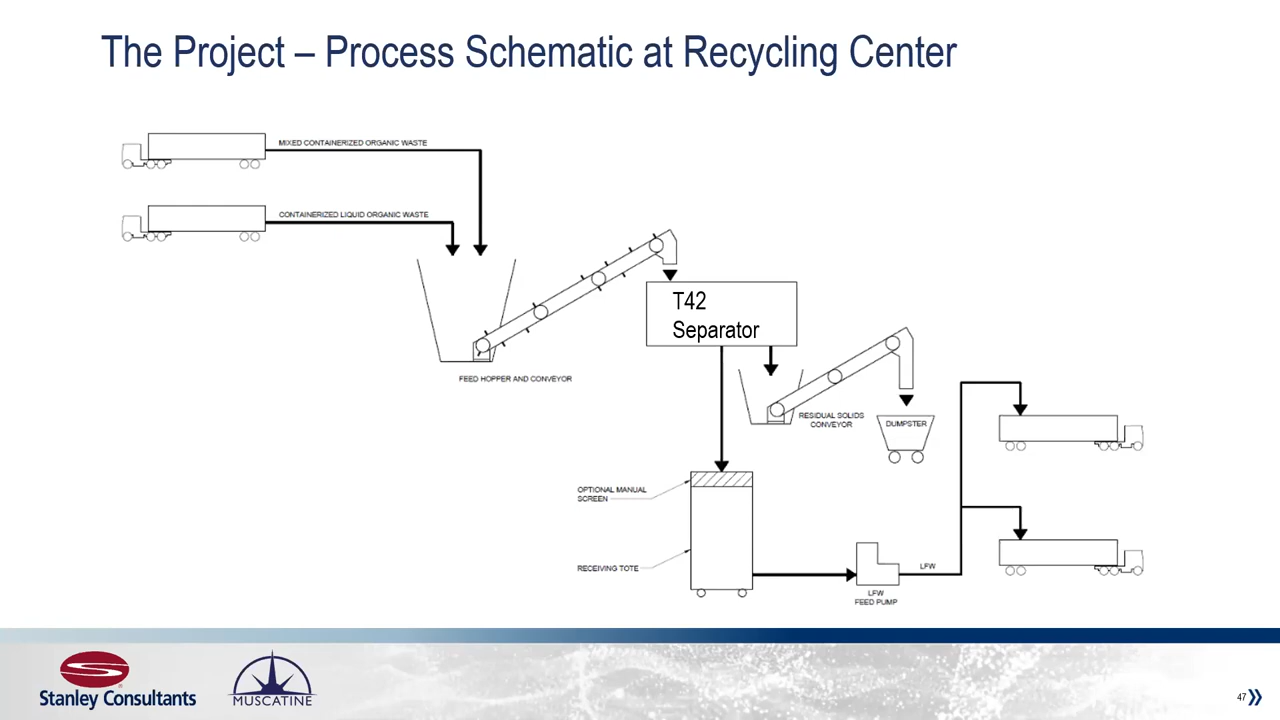 The Project – Process Schematic at Recycling Center
MIXED CONTAINERIZED ORGANIC WASTE
CONTAINERIZED LIQUID ORGANIC WASTE
T42
Separator
FEED HOPPER AND CONVEYOR
RESIDUAL SOLIDS
CONVEYOR
DUMPSTER
OPTIONAL MANUAL
SCREEN
RECEIVING TOTE
LFW
LFW
FEED PUMP
Stanley Consultants
MUSCATINE
47